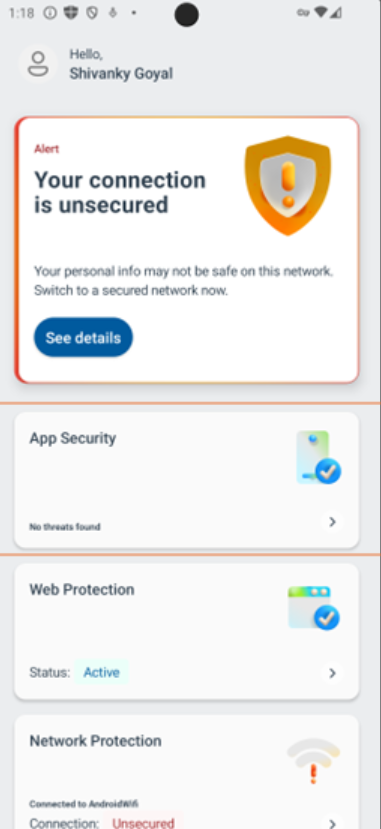 1:18
Hello,
Shivanky Goyal
Alert
Your connection
is unsecured
Your personal info may not be safe on this network.
Switch to a secured network now.
See details
App Security
No threats found
Web Protection
Status: Active
Network Protection
Connected to AndroidWifi
Connection: Unsecured